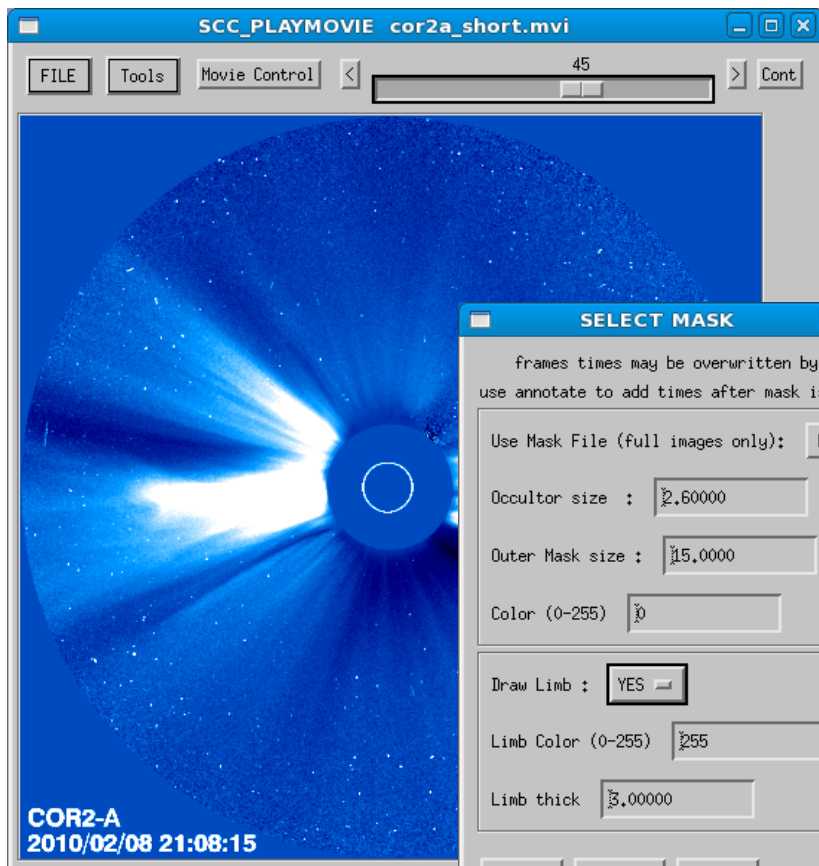 SCC_PLAYMOVIE cor2a_short.mvi
FILE Tools Movie Control < 45 > Cont
SELECT MASK
frames times may be overwritten by
use annotate to add times after mask
Use Mask File (full images only):
Occultor size : 2.60000
Outer Mask size : 15.0000
Color (0-255) 0
Draw Limb : YES
Limb Color (0-255) 255
Limb thick 3.00000
COR2-A
2010/02/08 21:08:15